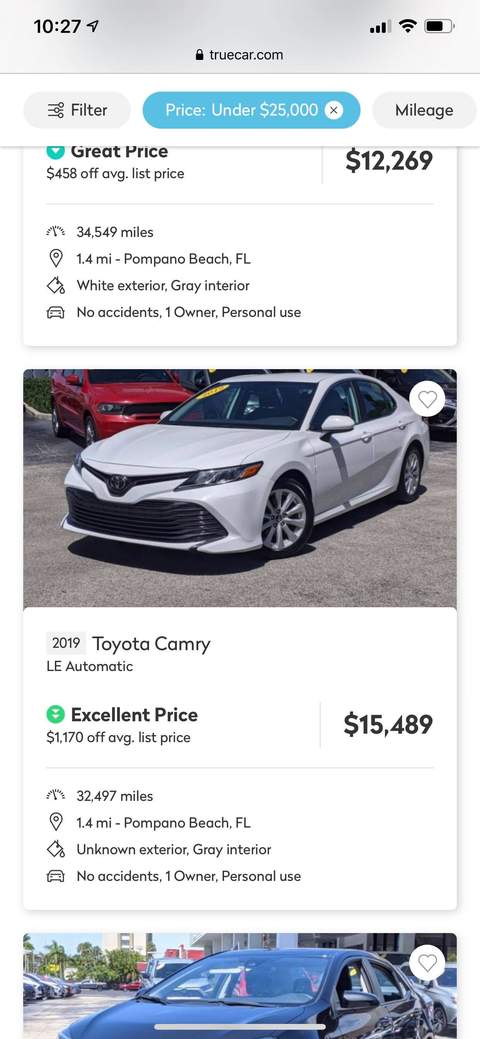 10:27
truecar.com
Filter
Price: Under $25,000
Mileage
Great Price
$12,269
$458 off avg. list price
34,549 miles
1.4 mi - Pompano Beach, FL
White exterior, Gray interior
No accidents, 1 Owner, Personal use
2019 Toyota Camry
LE Automatic
Excellent Price
$15,489
$1,170 off avg. list price
32,497 miles
1.4 mi - Pompano Beach, FL
Unknown exterior, Gray interior
No accidents, 1 Owner, Personal use